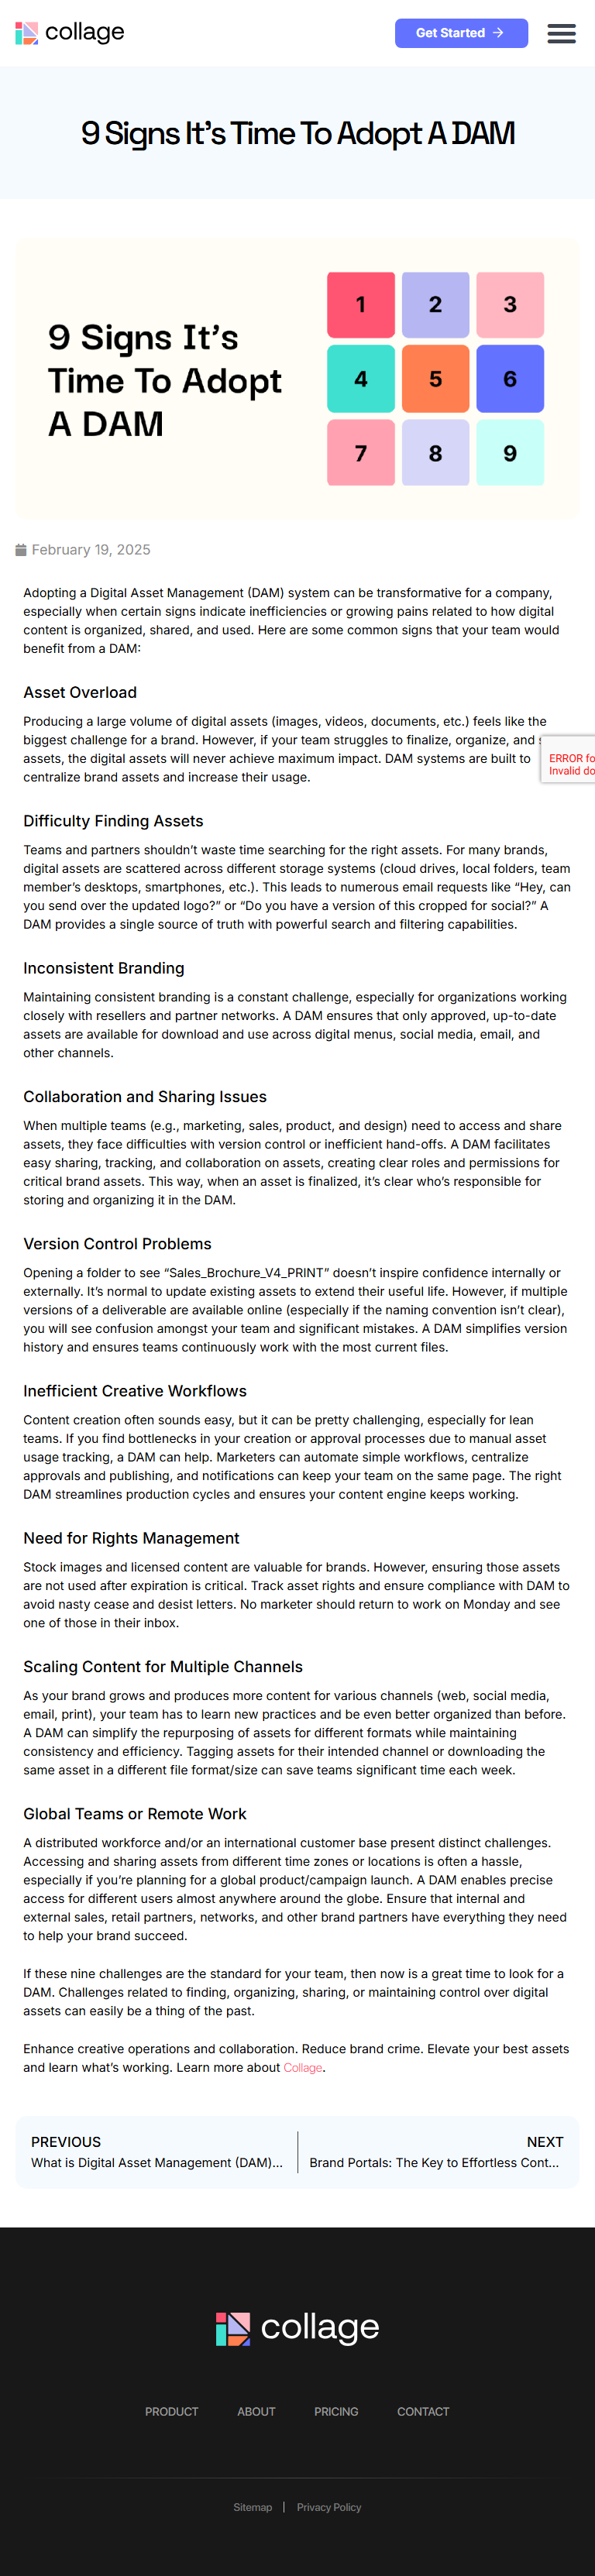 collage
Get Started
9 Signs It's Time To Adopt A DAM
9 Signs It's
Time To Adopt
A DAM
1 2 3
4 5 6
7 8 9
February 19, 2025
Adopting a Digital Asset Management (DAM) system can be transformative for a company,
especially when certain signs indicate inefficiencies or growing pains related to how digital
content is organized, shared, and used. Here are some common signs that your team would
benefit from a DAM:
Asset Overload
Producing a large volume of digital assets (images, videos, documents, etc.) feels like the
biggest challenge for a brand. However, if your team struggles to finalize, organize, and
assets, the digital assets will never achieve maximum impact. DAM systems are built to
centralize brand assets and increase their usage.
ERROR fo
Invalid do
Difficulty Finding Assets
Teams and partners shouldn’t waste time searching for the right assets. For many brands,
digital assets are scattered across different storage systems (cloud drives, local folders, team
member’s desktops, smartphones, etc.). This leads to numerous email requests like “Hey, can
you send over the updated logo?” or “Do you have a version of this cropped for social?” A
DAM provides a single source of truth with powerful search and filtering capabilities.
Inconsistent Branding
Maintaining consistent branding is a constant challenge, especially for organizations working
closely with resellers and partner networks. A DAM ensures that only approved, up-to-date
assets are available for download and use across digital menus, social media, email, and
other channels.
Collaboration and Sharing Issues
When multiple teams (e.g., marketing, sales, product, and design) need to access and share
assets, they face difficulties with version control or inefficient hand-offs. A DAM facilitates
easy sharing, tracking, and collaboration on assets, creating clear roles and permissions for
critical brand assets. This way, when an asset is finalized, it’s clear who’s responsible for
storing and organizing it in the DAM.
Version Control Problems
Opening a folder to see “Sales_Brochure_V4_PRINT” doesn’t inspire confidence internally or
externally. It’s normal to update existing assets to extend their useful life. However, if multiple
versions of a deliverable are available online (especially if the naming convention isn’t clear),
you will see confusion amongst your team and significant mistakes. A DAM simplifies version
history and ensures teams continuously work with the most current files.
Inefficient Creative Workflows
Content creation often sounds easy, but it can be pretty challenging, especially for lean
teams. If you find bottlenecks in your creation or approval processes due to manual asset
usage tracking, a DAM can help. Marketers can automate simple workflows, centralize
approvals and publishing, and notifications can keep your team on the same page. The right
DAM streamlines production cycles and ensures your content engine keeps working.
Need for Rights Management
Stock images and licensed content are valuable for brands. However, ensuring those assets
are not used after expiration is critical. Track asset rights and ensure compliance with DAM to
avoid nasty cease and desist letters. No marketer should return to work on Monday and see
one of those in their inbox.
Scaling Content for Multiple Channels
As your brand grows and produces more content for various channels (web, social media,
email, print), your team has to learn new practices and be even better organized than before.
A DAM can simplify the repurposing of assets for different formats while maintaining
consistency and efficiency. Tagging assets for their intended channel or downloading the
same asset in a different file format/size can save teams significant time each week.
Global Teams or Remote Work
A distributed workforce and/or an international customer base present distinct challenges.
Accessing and sharing assets from different time zones or locations is often a hassle,
especially if you’re planning for a global product/campaign launch. A DAM enables precise
access for different users almost anywhere around the globe. Ensure that internal and
external sales, retail partners, networks, and other brand partners have everything they need
to help your brand succeed.
If these nine challenges are the standard for your team, then now is a great time to look for a
DAM. Challenges related to finding, organizing, sharing, or maintaining control over digital
assets can easily be a thing of the past.
Enhance creative operations and collaboration. Reduce brand crime. Elevate your best assets
and learn what’s working. Learn more about Collage.
PREVIOUS
What is Digital Asset Management (DAM)...
NEXT
Brand Portals: The Key to Effortless Cont...
collage
PRODUCT ABOUT PRICING CONTACT
Sitemap | Privacy Policy